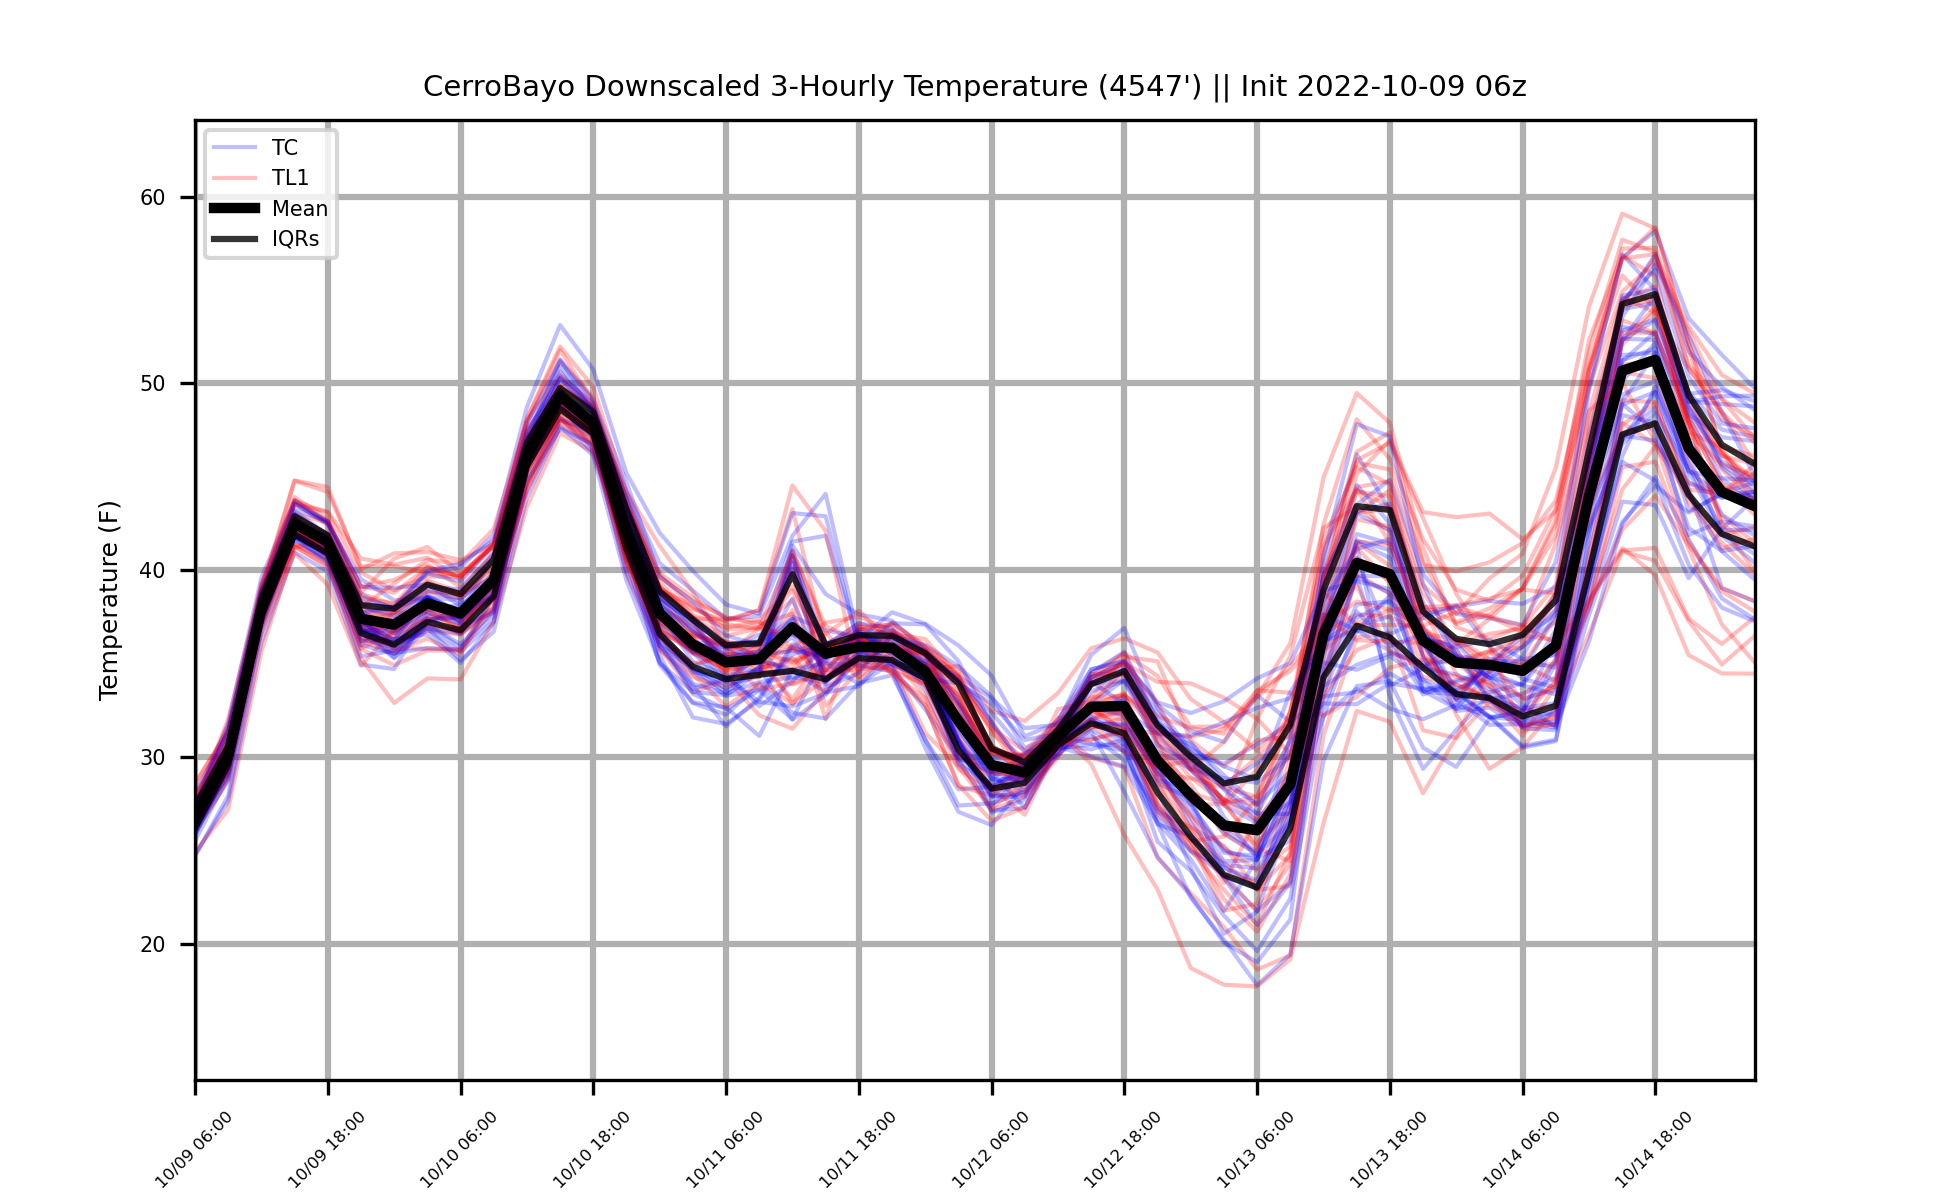 CerroBayo Downscaled 3-Hourly Temperature (4547') || Init 2022-10-09 06z
TC
TL1
Mean
IQRs
Temperature (F)
60
50
40
30
20
10/09 06:00
10/09 18:00
10/10 06:00
10/10 18:00
10/11 06:00
10/11 18:00
10/12 06:00
10/12 18:00
10/13 06:00
10/13 18:00
10/14 06:00
10/14 18:00